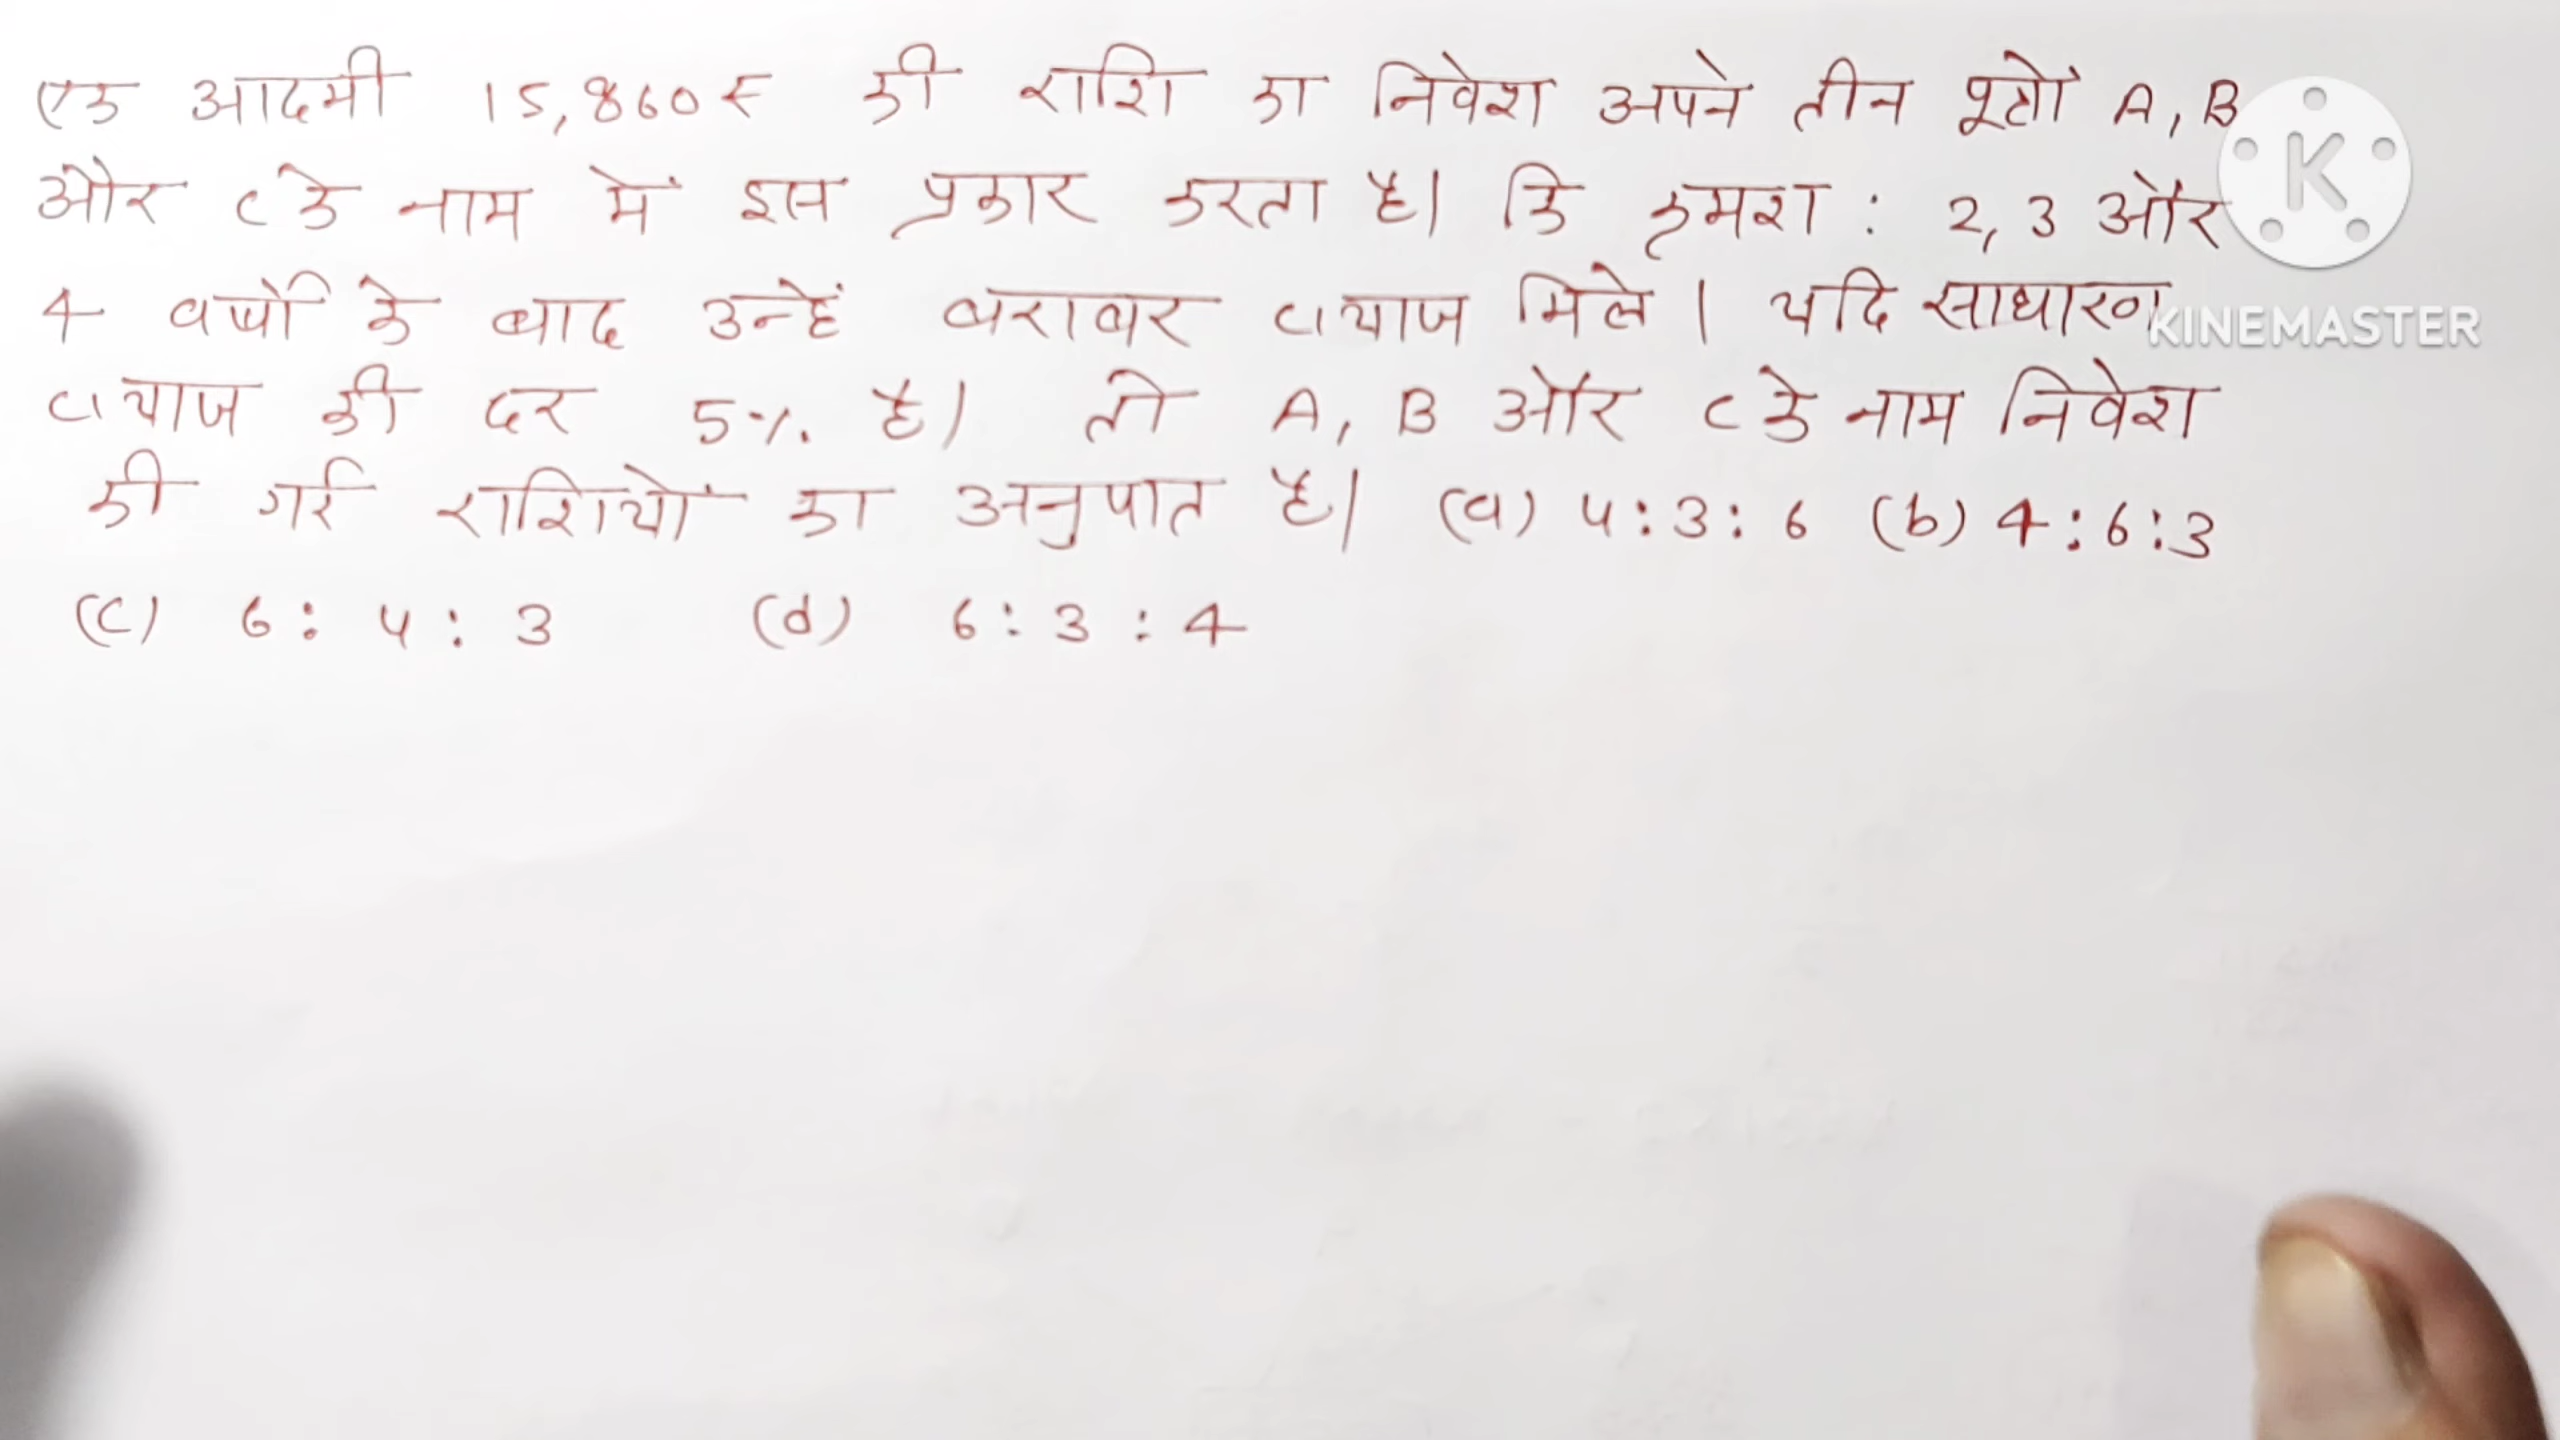 एक आदमी 15,860₹ की राशि का निवेश अपने तीन पूत्रों A, B
और C के नाम में इस प्रकार करता है। कि क्रमश : 2, 3 और
4 वर्षो के बाद उन्हें बराबर ब्याज मिले । यदि साधारण
ब्याज की दर 5% है। तो A, B और C के नाम निवेश
की गई राशियों का अनुपात है। (a) 4 : 3 : 6 (b) 4 : 6 : 3
(c) 6 : 4 : 3 (d) 6 : 3 : 4
K
KINEMASTER